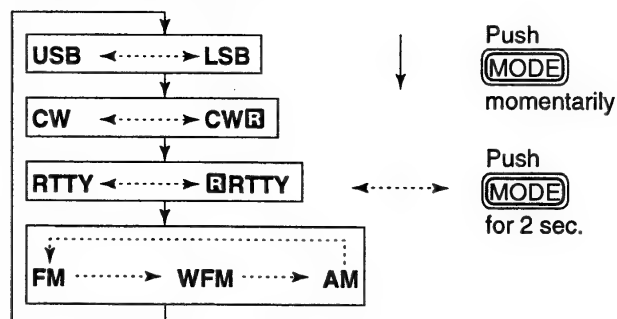 USB LSB
CW CWR
RTTY RRTTY
FM WFM AM
Push
MODE
momentarily
Push
MODE
for 2 sec.